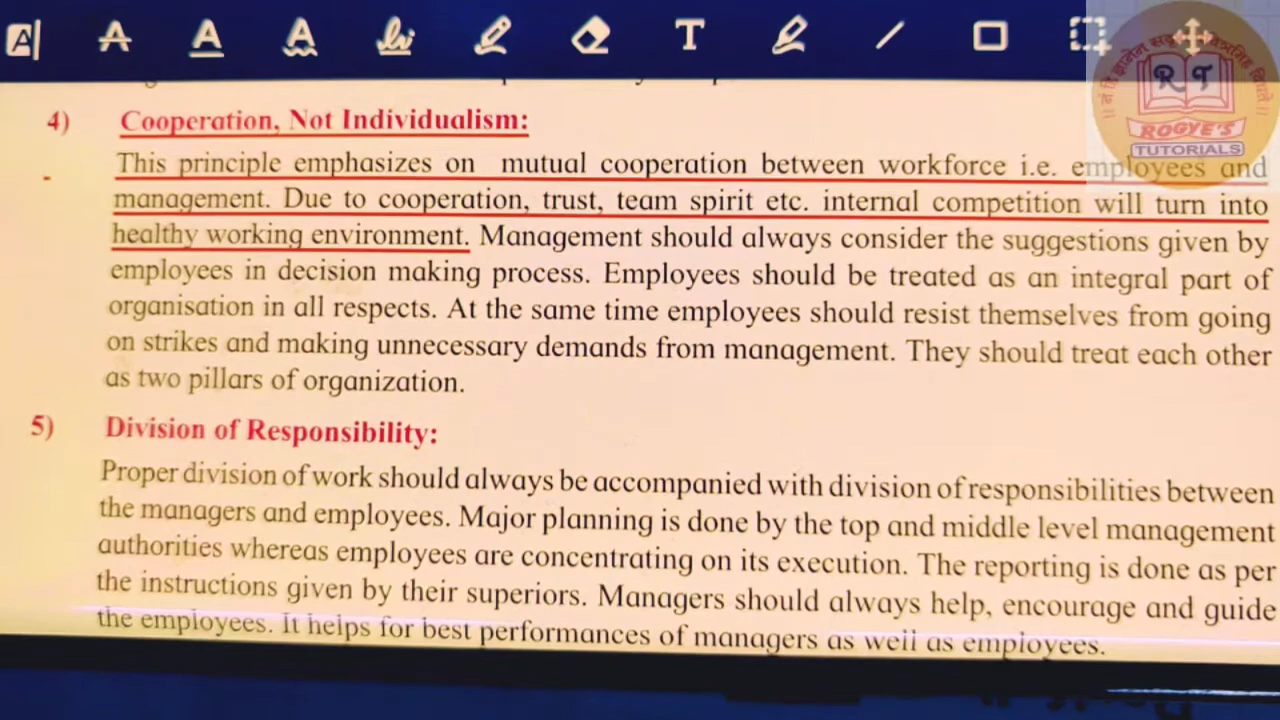 4) Cooperation, Not Individualism:
This principle emphasizes on mutual cooperation between workforce i.e. employees and
management. Due to cooperation, trust, team spirit etc. internal competition will turn into
healthy working environment. Management should always consider the suggestions given by
employees in decision making process. Employees should be treated as an integral part of
organisation in all respects. At the same time employees should resist themselves from going
on strikes and making unnecessary demands from management. They should treat each other
as two pillars of organization.
5) Division of Responsibility:
Proper division of work should always be accompanied with division of responsibilities between
the managers and employees. Major planning is done by the top and middle level management
authorities whereas employees are concentrating on its execution. The reporting is done as per
the instructions given by their superiors. Managers should always help, encourage and guide
the employees. It helps for best performances of managers as well as employees.
R T
ROGYE'S
TUTORIALS